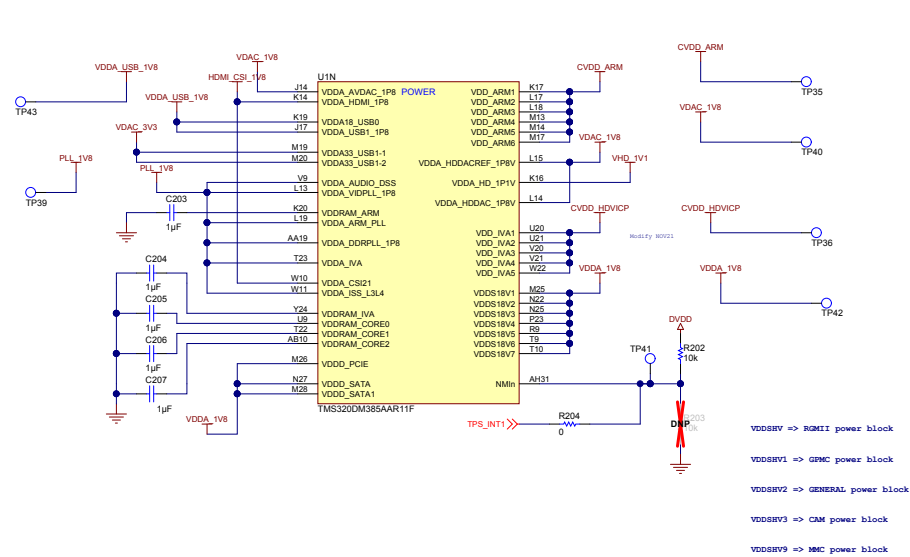 CVDD_ARM
VDAC_1V8
VDDA_USB_1V8
HDMI_CSI_1V8
CVDD_ARM
U1N
TP43
TP35
VDDA_USB_1V8
VDAC_1V8
VDAC_3V3
VDAC_1V8
TP40
PLL_1V8
PLL_1V8
VHD_1V1
TP39
C203
1µF
CVDD_HDVICP
CVDD_HDVICP
TP36
Modify NOV21
POWER
J14 VDDA_AVDAC_1P8
K14 VDDA_HDMI_1P8
K19 VDDA18_USB0
J17 VDDA_USB1_1P8
M19 VDDA33_USB1-1
M20 VDDA33_USB1-2
V9 VDDA_AUDIO_DSS
L13 VDDA_VIDPLL_1P8
K20 VDDRAM_ARM
L19 VDDA_ARM_PLL
AA19 VDDA_DDRPLL_1P8
T23 VDDA_IVA
W10 VDDA_CSI21
W11 VDDA_ISS_L3L4
Y24 VDDRAM_IVA
U9 VDDRAM_CORE0
T22 VDDRAM_CORE1
AB10 VDDRAM_CORE2
M26 VDDD_PCIE
N27 VDDD_SATA
M28 VDDD_SATA1
VDD_ARM1 K17
VDD_ARM2 L17
VDD_ARM3 L18
VDD_ARM4 M13
VDD_ARM5 M14
VDD_ARM6 M17
VDDA_HDDACREF_1P8V L15
VDDA_HD_1P1V K16
VDDA_HDDAC_1P8V L14
VDD_IVA1 U20
VDD_IVA2 U21
VDD_IVA3 V20
VDD_IVA4 V21
VDD_IVA5 W22
VDDS18V1 M25
VDDS18V2 N22
VDDS18V3 N25
VDDS18V4 P23
VDDS18V5 R9
VDDS18V6 T9
VDDS18V7 T10
NMIn AH31
TMS320DM385AAR11F
C204
1µF
C205
1µF
C206
1µF
C207
1µF
VDDA_1V8
VDDA_1V8
VDDA_1V8
TP42
DVDD
TP41
R202
10k
TPS_INT1
R204
0
R203
10k
DNP
VDDSHV => RGMII power block
VDDSHV1 => GPMC power block
VDDSHV2 => GENERAL power block
VDDSHV3 => CAM power block
VDDSHV9 => MMC power block